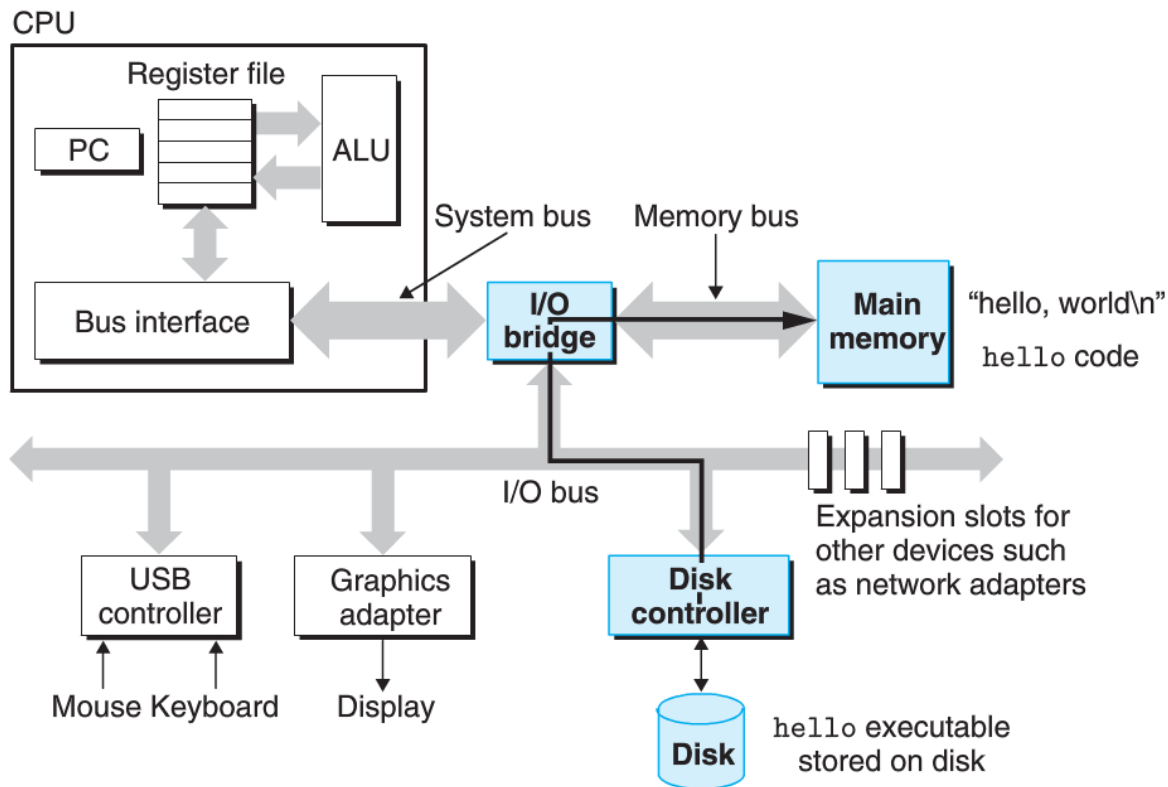 CPU
Register file
PC
ALU
System bus
Memory bus
Bus interface
I/O
bridge
Main
memory
“hello, world\n”
hello code
I/O bus
Expansion slots for
other devices such
as network adapters
USB
controller
Graphics
adapter
Disk
controller
Mouse Keyboard
Display
Disk
hello executable
stored on disk